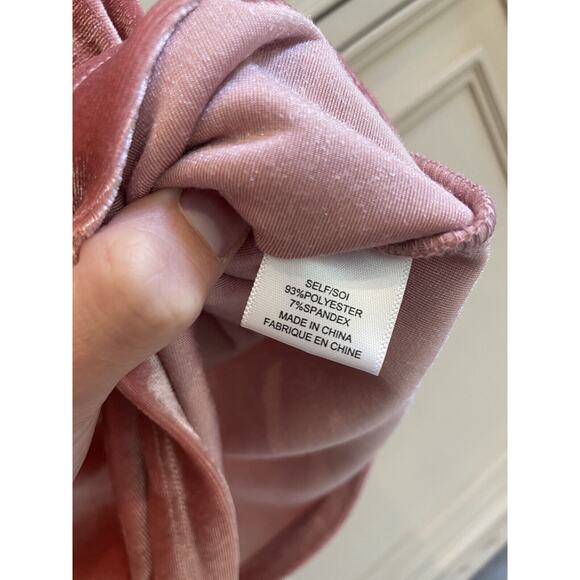 SELF/SOI
93%POLYESTER
7%SPANDEX
MADE IN CHINA
FABRIQUE EN CHINE